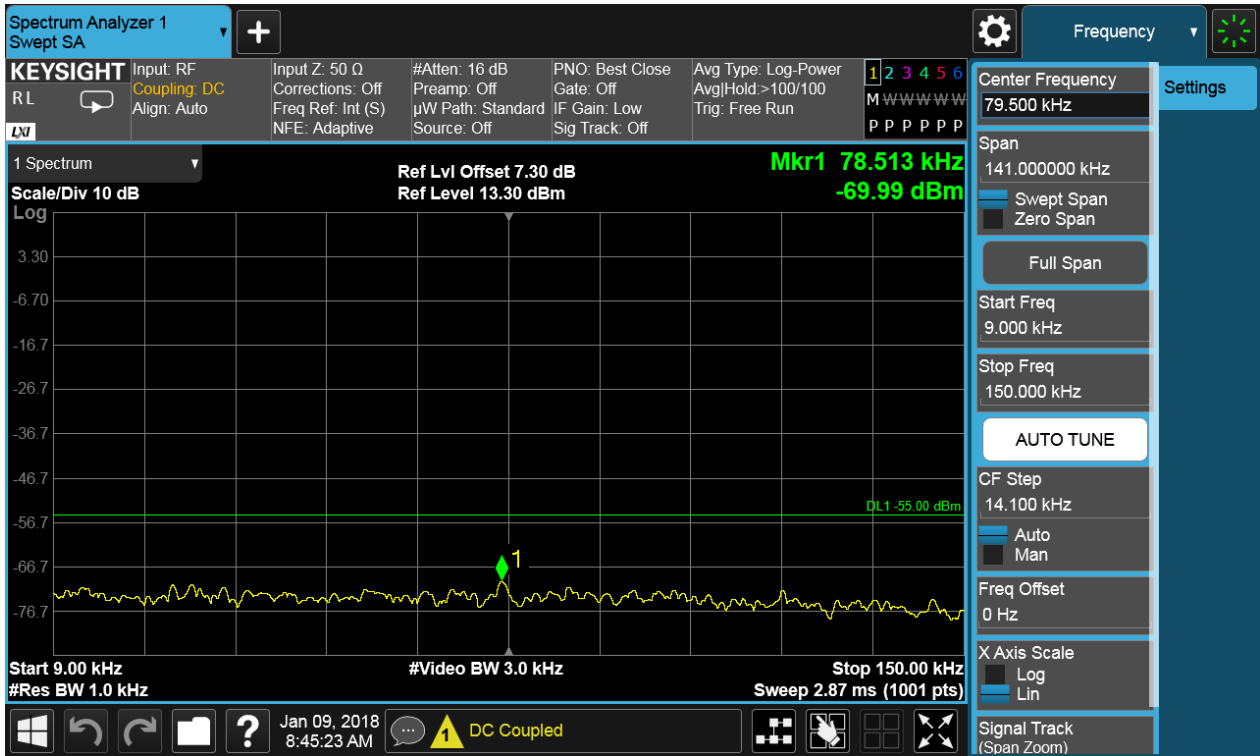 Spectrum Analyzer 1
Swept SA
Frequency
KEYSIGHT
RL
LXI
Input: RF
Coupling: DC
Align: Auto
Input Z: 50 Ω
Corrections: Off
Freq Ref: Int (S)
NFE: Adaptive
#Atten: 16 dB
Preamp: Off
µW Path: Standard
Source: Off
PNO: Best Close
Gate: Off
IF Gain: Low
Sig Track: Off
Avg Type: Log-Power
Avg|Hold:>100/100
Trig: Free Run
1 2 3 4 5 6
M W W W W W
P P P P P P
1 Spectrum
Scale/Div 10 dB
Log
Ref Lvl Offset 7.30 dB
Ref Level 13.30 dBm
Mkr1 78.513 kHz
-69.99 dBm
3.30
-6.70
-16.7
-26.7
-36.7
-46.7
-56.7
-66.7
-76.7
DL1 -55.00 dBm
1
Start 9.00 kHz
#Video BW 3.0 kHz
Stop 150.00 kHz
#Res BW 1.0 kHz
Sweep 2.87 ms (1001 pts)
Center Frequency
79.500 kHz
Span
141.000000 kHz
Swept Span
Zero Span
Full Span
Start Freq
9.000 kHz
Stop Freq
150.000 kHz
AUTO TUNE
CF Step
14.100 kHz
Auto
Man
Freq Offset
0 Hz
X Axis Scale
Log
Lin
Signal Track
(Span Zoom)
Settings
?
Jan 09, 2018
8:45:23 AM
1
DC Coupled